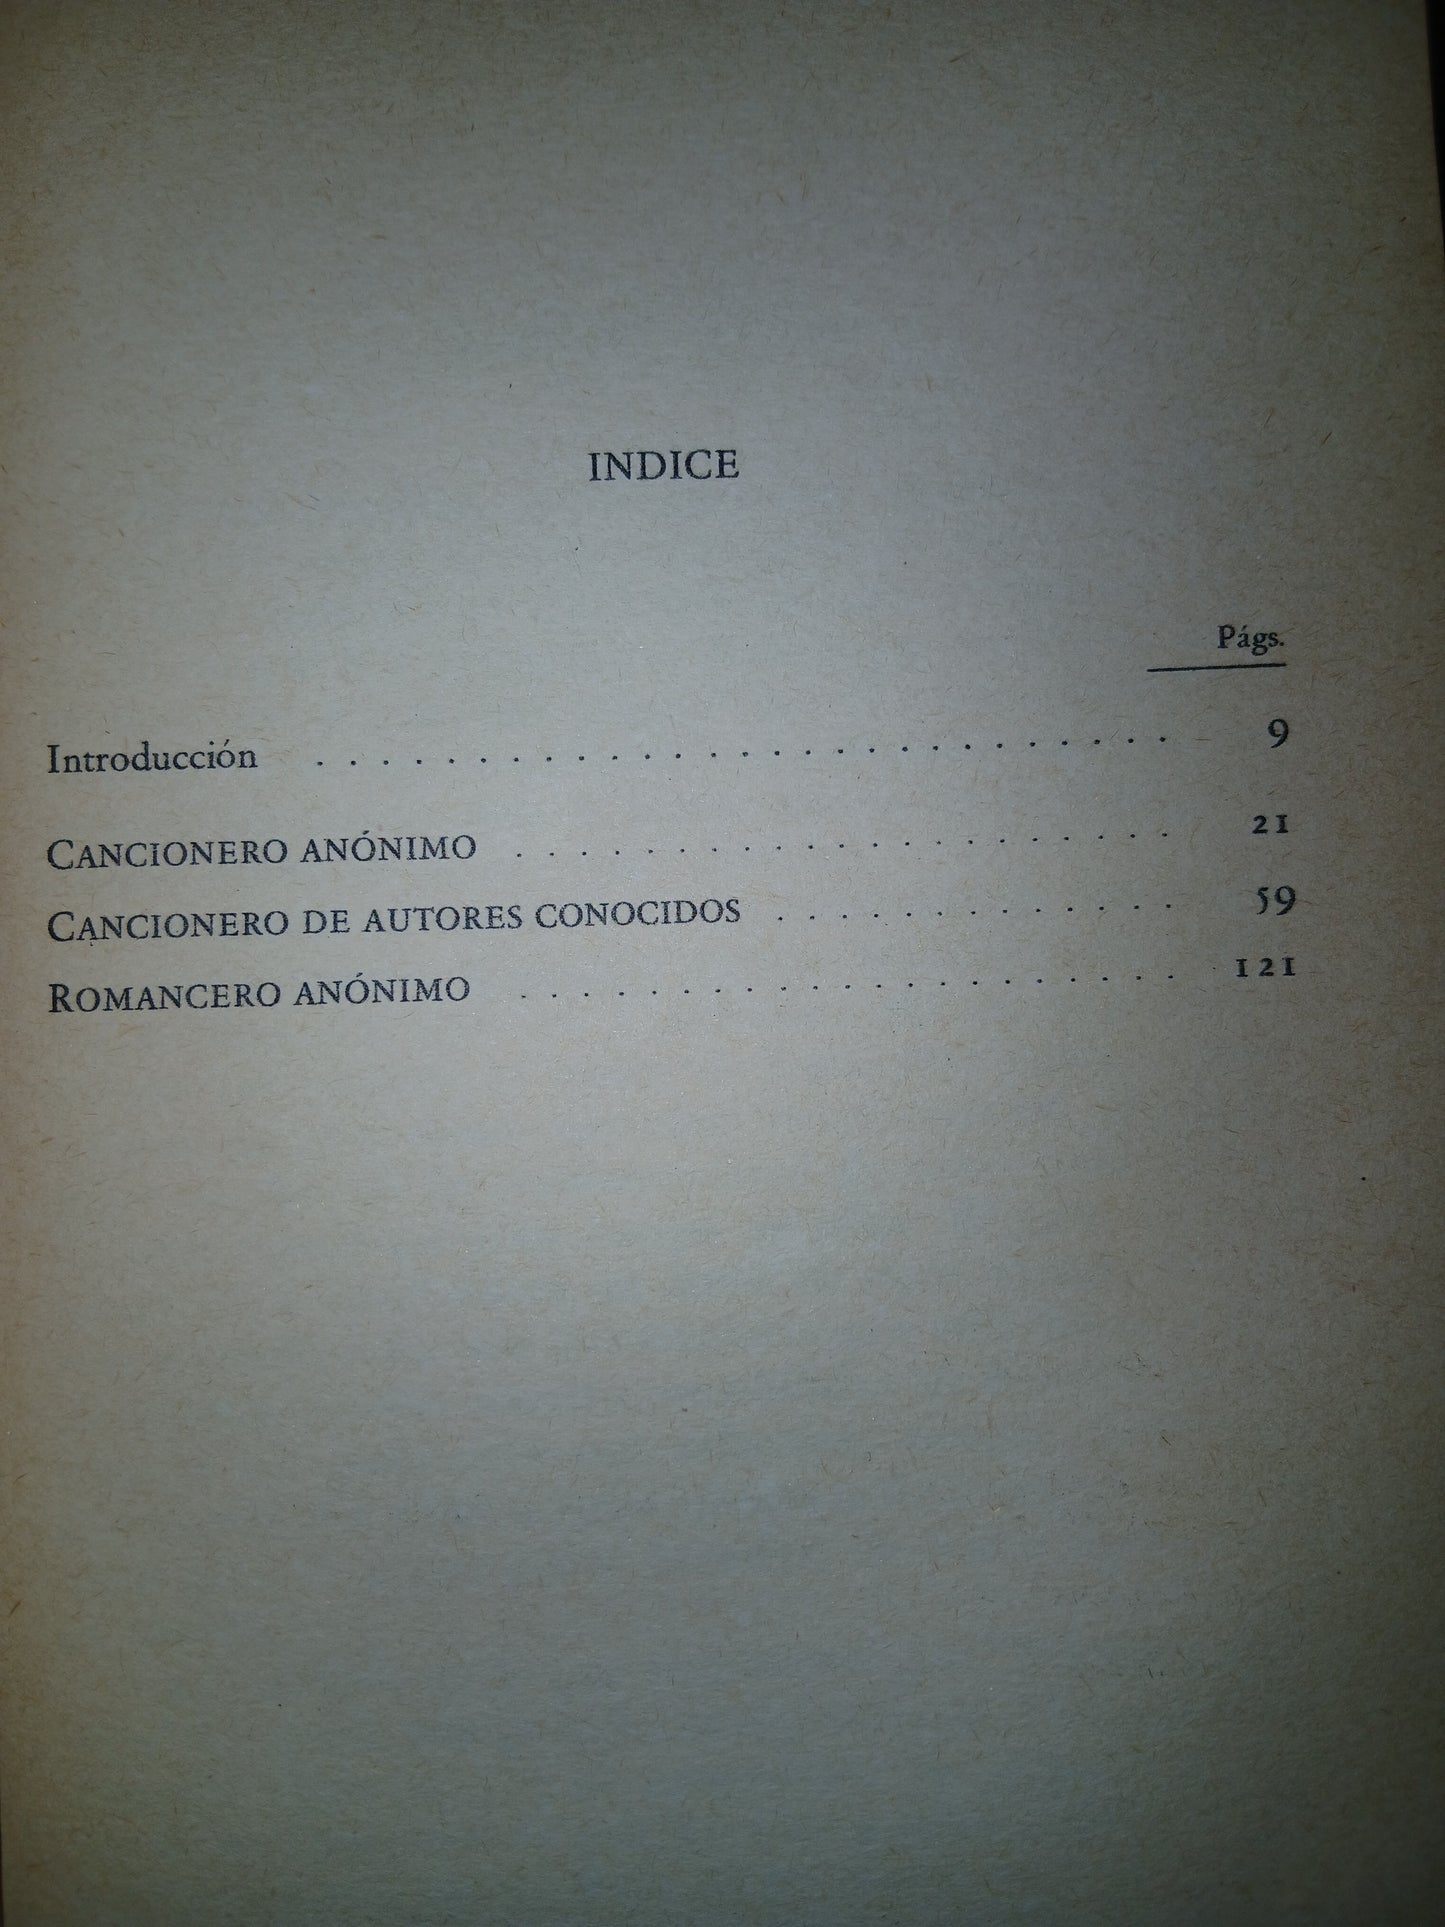 INDICE
Págs.
Introducción . . . . . . . . . . . . . . . . . . . . . . . . . . . 9
CANCIONERO ANÓNIMO . . . . . . . . . . . . . . . . . . . . . 21
CANCIONERO DE AUTORES CONOCIDOS . . . . . . . . . . . . . 59
ROMANCERO ANÓNIMO . . . . . . . . . . . . . . . . . . . . . 121